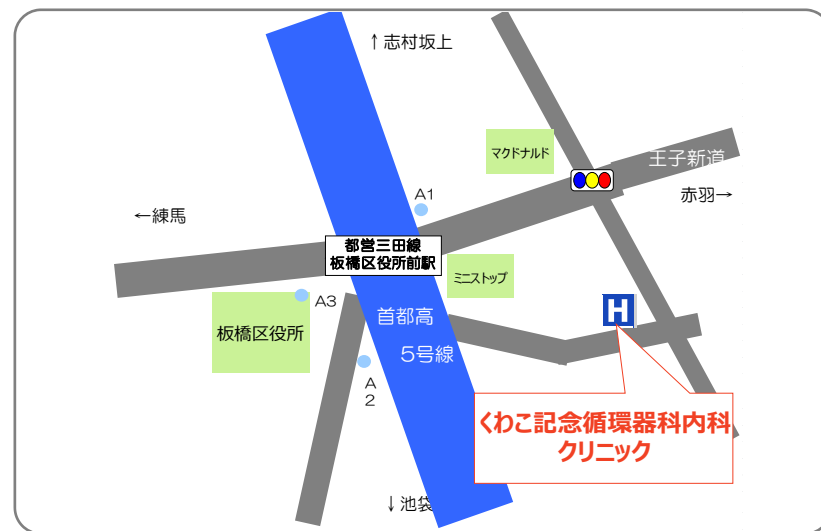 ↑志村坂上
マクドナルド
王子新道
赤羽→
A1
←練馬
都営三田線
板橋区役所前駅
ミニストップ
A3
板橋区役所
首都高
5号線
H
A
2
くわこ記念循環器科内科
クリニック
↓池袋